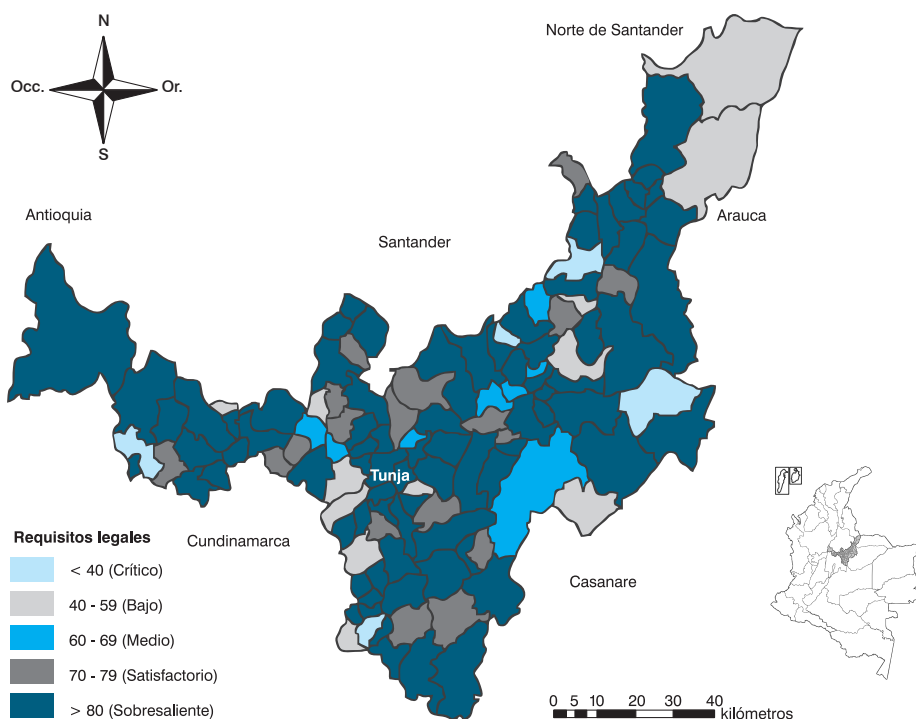 N
Norte de Santander
Occ.
Or.
S
Antioquia
Arauca
Santander
Tunja
Requisitos legales
Cundinamarca
< 40 (Crítico)
Casanare
40 - 59 (Bajo)
60 - 69 (Medio)
70 - 79 (Satisfactorio)
> 80 (Sobresaliente)
0 5 10 20 30 40
kilómetros